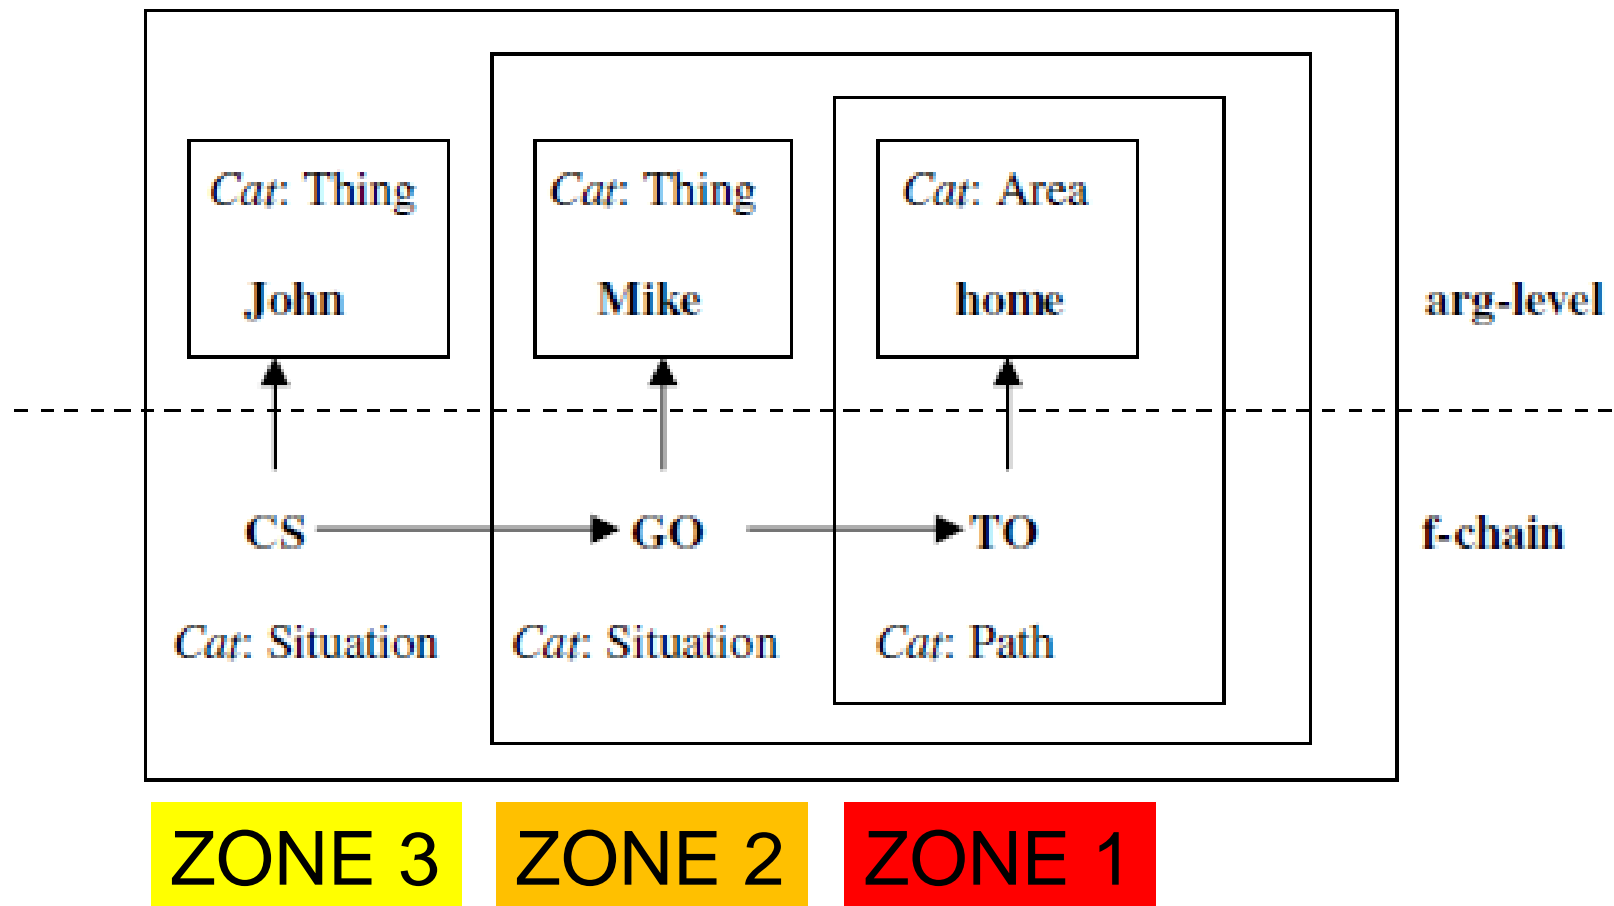 Cat: Thing
Cat: Thing
Cat: Area
John
Mike
home
arg-level
CS
GO
TO
f-chain
Cat: Situation
Cat: Situation
Cat: Path
ZONE 3
ZONE 2
ZONE 1